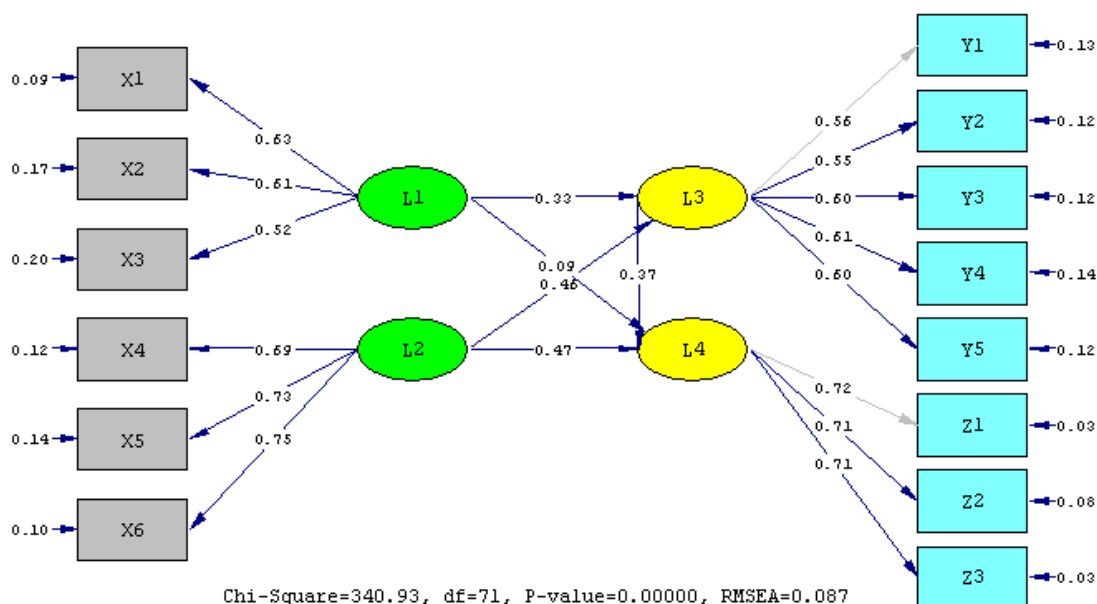 Y1
0.13
0.09
X1
0.56
Y2
0.12
0.63
0.55
X2
0.17
0.61
L1
0.33
L3
0.60
Y3
0.12
0.62
0.20
X3
0.09
0.37
0.61
0.60
Y4
0.14
0.46
0.12
X4
0.69
L2
0.47
L4
Y5
0.12
0.73
0.72
0.14
X5
0.75
0.71
Z1
0.03
0.71
Z2
0.08
0.10
X6
Z3
0.03
Chi-Square=340.93, df=71, P-value=0.00000, RMSEA=0.087